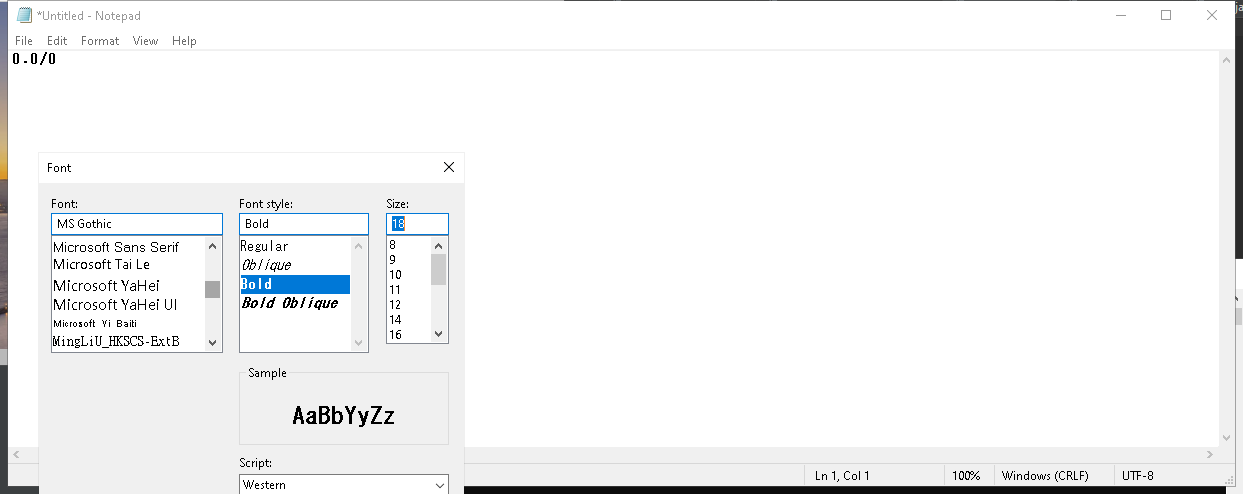 *Untitled - Notepad
File Edit Format View Help
0.0/0
Font
Font: Font style: Size:
MS Gothic Bold 18
Microsoft Sans Serif
Microsoft Tai Le
Microsoft YaHei
Microsoft YaHei UI
Microsoft Yi Baiti
MingLiU_HKSCS-ExtB
Regular
Oblique
Bold
Bold Oblique
8
9
10
11
12
14
16
Sample
AaBbYyZz
Script:
Western
Ln 1, Col 1 100% Windows (CRLF) UTF-8